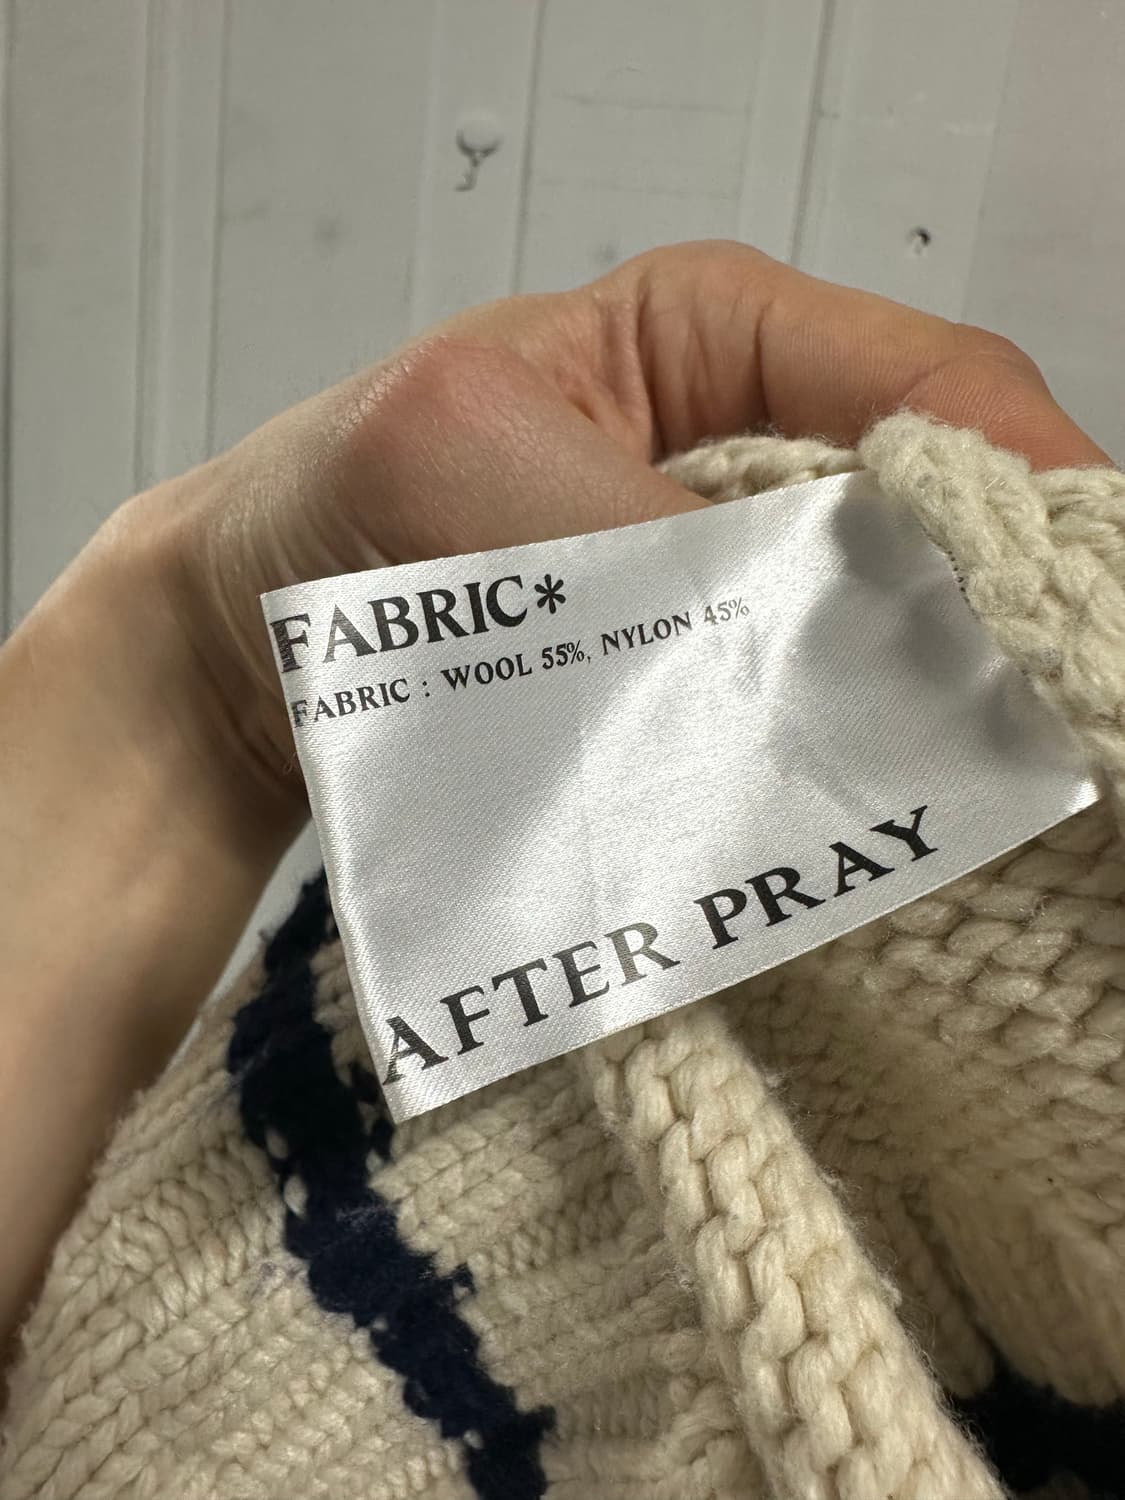 FABRIC*
FABRIC : WOOL 55%, NYLON 45%
AFTER PRAY